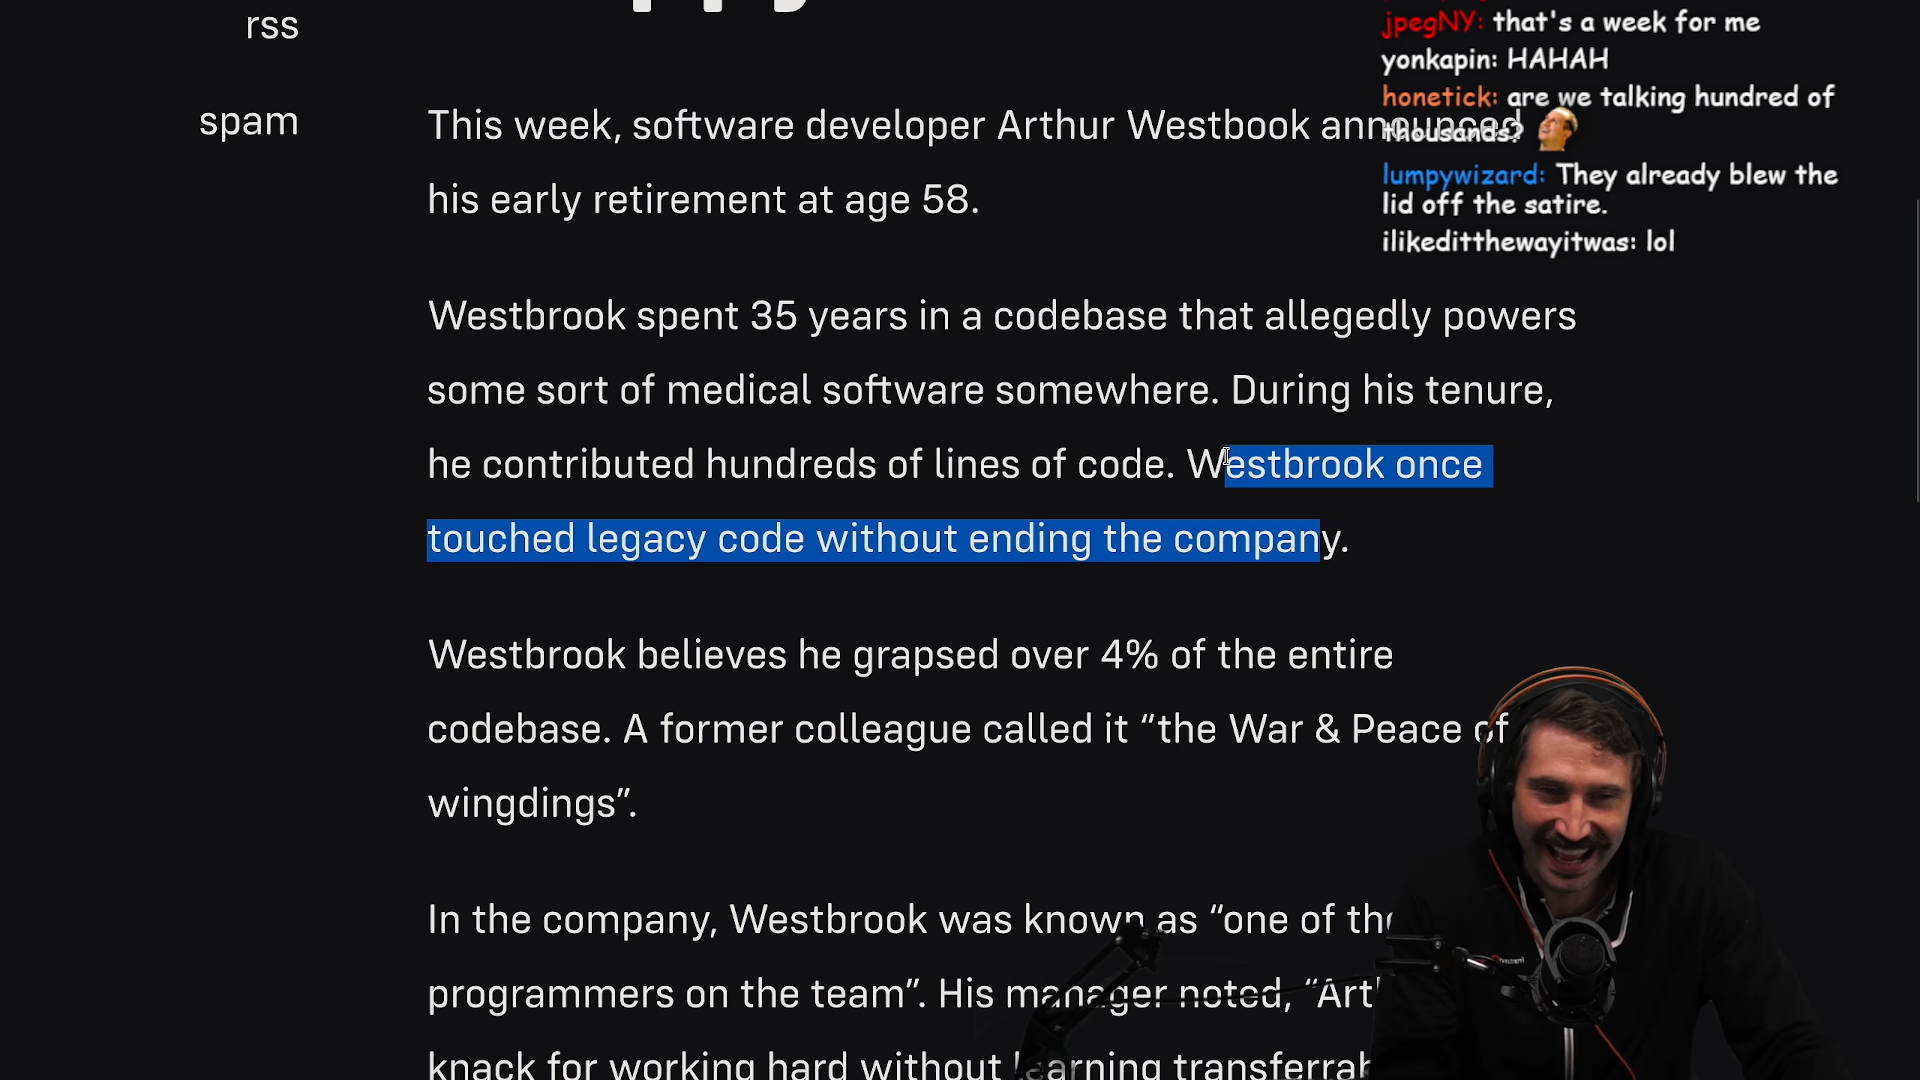 rss
spam
This week, software developer Arthur Westbook announced
his early retirement at age 58.
Westbrook spent 35 years in a codebase that allegedly powers
some sort of medical software somewhere. During his tenure,
he contributed hundreds of lines of code. Westbrook once
touched legacy code without ending the company.
Westbrook believes he grapsed over 4% of the entire
codebase. A former colleague called it “the War & Peace of
wingdings”.
In the company, Westbrook was known as “one of the
programmers on the team”. His manager noted, “
knack for working hard without learning
jpegNY: that's a week for me
yonkapin: HAHAH
honetick: are we talking hundred of
thousands?
lumpywizard: They already blew the
lid off the satire.
ilikeditthewayitwas: lol